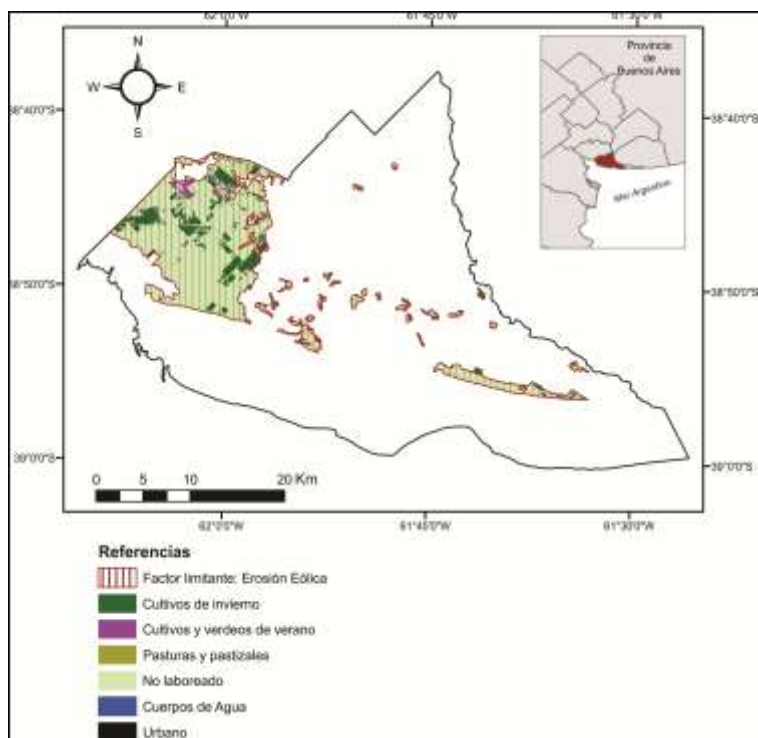 62°0'0"W
61°45'0"W
61°30'0"W
N
W
E
S
Provincia
de
Buenos Aires
Mar Argentino
38°40'0"S
38°40'0"S
38°50'0"S
38°50'0"S
39°0'0"S
39°0'0"S
0 5 10 20 Km
62°0'0"W
61°45'0"W
61°30'0"W
Referencias
Factor limitante: Erosión Eólica
Cultivos de invierno
Cultivos y verdeos de verano
Pasturas y pastizales
No laboreado
Cuerpos de Agua
Urbano